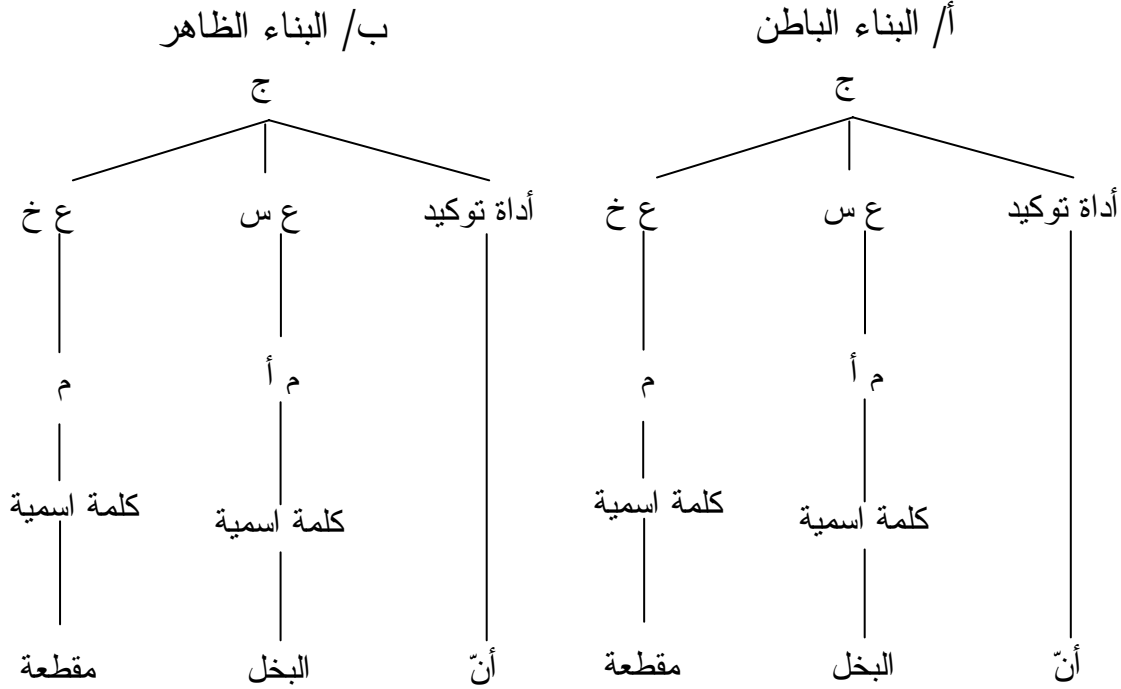 أ/ البناء الباطن
ج
أداة توكيد ع س ع خ
م أ م
كلمة اسمية كلمة اسمية
أنّ البخل مقطعة
ب/ البناء الظاهر
ج
أداة توكيد ع س ع خ
م أ م
كلمة اسمية كلمة اسمية
أنّ البخل مقطعة